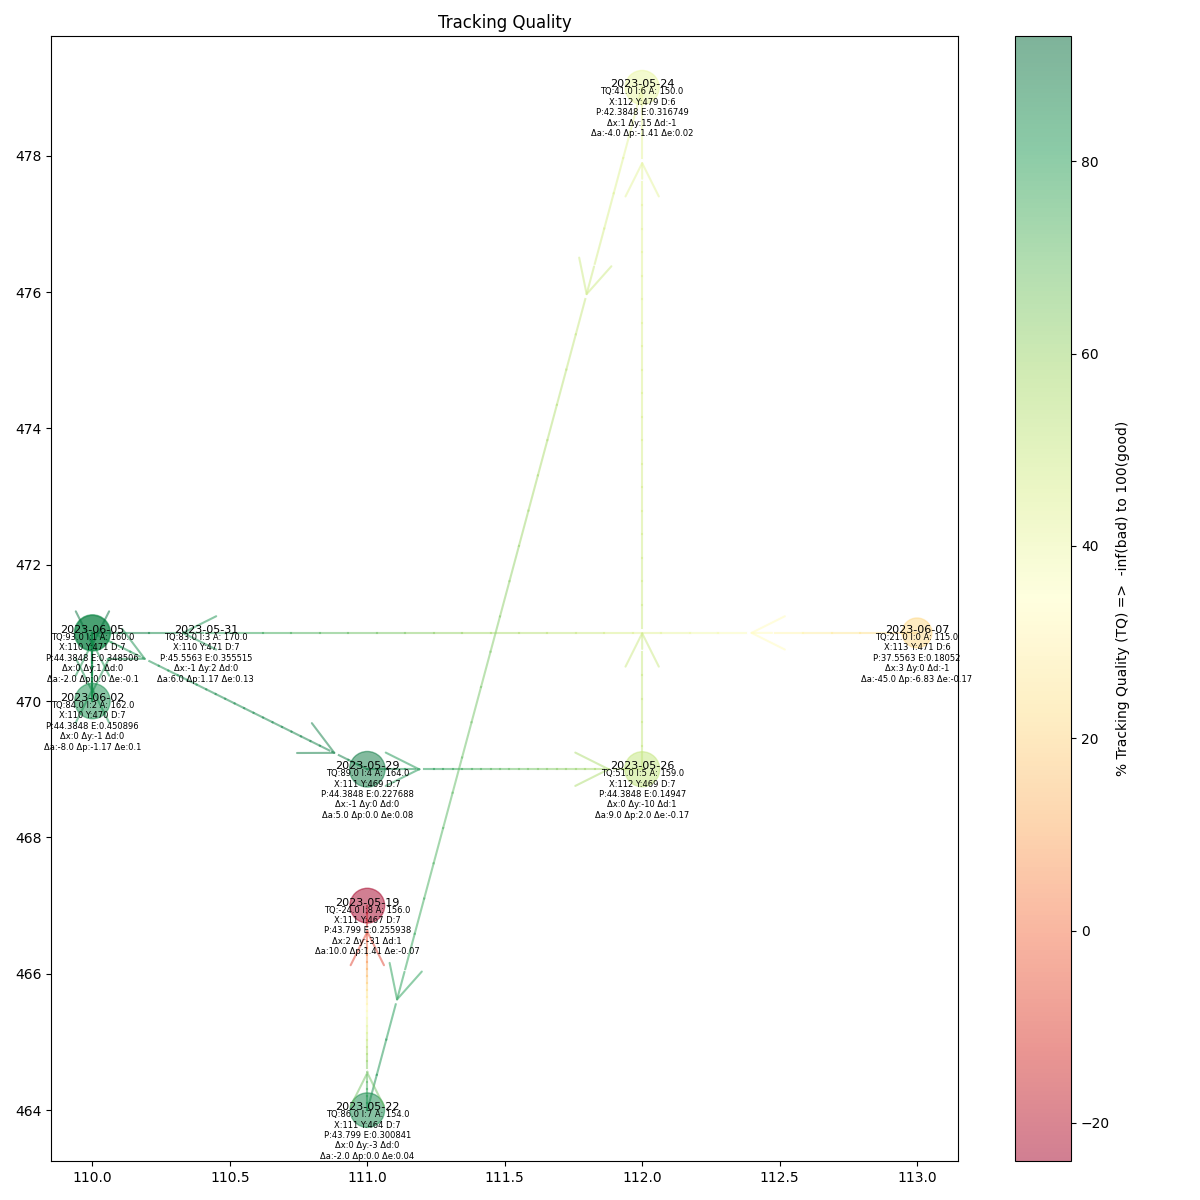 Tracking Quality
2023-05-24
TQ:41.0 I:6 A: 150.0
X:112 Y:479 D:6
P:42.3848 E:0.316749
Δx:1 Δy:15 Δd:-1
Δa:-4.0 Δp:-1.41 Δe:0.02
2023-06-05
TQ:93.0 I:1 A: 160.0
X:110 Y:471 D:7
P:44.3848 E:0.348506
Δx:0 Δy:1 Δd:0
Δa:-2.0 Δp:0.0 Δe:-0.1
2023-05-31
TQ:83.0 I:3 A: 170.0
X:110 Y:471 D:7
P:45.5563 E:0.355515
Δx:-1 Δy:2 Δd:0
Δa:6.0 Δp:1.17 Δe:0.13
2023-06-07
TQ:21.0 I:0 A: 115.0
X:113 Y:471 D:6
P:37.5563 E:0.18052
Δx:3 Δy:0 Δd:-1
Δa:-45.0 Δp:-6.83 Δe:-0.17
2023-06-02
TQ:84.0 I:2 A: 162.0
X:110 Y:470 D:7
P:44.3848 E:0.450896
Δx:0 Δy:-1 Δd:0
Δa:-8.0 Δp:-1.17 Δe:0.1
2023-05-29
TQ:89.0 I:4 A: 164.0
X:111 Y:469 D:7
P:44.3848 E:0.227688
Δx:-1 Δy:0 Δd:0
Δa:5.0 Δp:0.0 Δe:0.08
2023-05-26
TQ:51.0 I:5 A: 159.0
X:112 Y:469 D:7
P:44.3848 E:0.14947
Δx:0 Δy:-10 Δd:1
Δa:9.0 Δp:2.0 Δe:-0.17
2023-05-19
TQ:-24.0 I:8 A: 156.0
X:111 Y:467 D:7
P:43.799 E:0.255938
Δx:2 Δy:-31 Δd:1
Δa:10.0 Δp:1.41 Δe:-0.07
2023-05-22
TQ:86.0 I:7 A: 154.0
X:111 Y:464 D:7
P:43.799 E:0.300841
Δx:0 Δy:-3 Δd:0
Δa:-2.0 Δp:0.0 Δe:0.04
478
476
474
472
470
468
466
464
110.0
110.5
111.0
111.5
112.0
112.5
113.0
80
60
40
20
0
−20
% Tracking Quality (TQ) => -inf(bad) to 100(good)